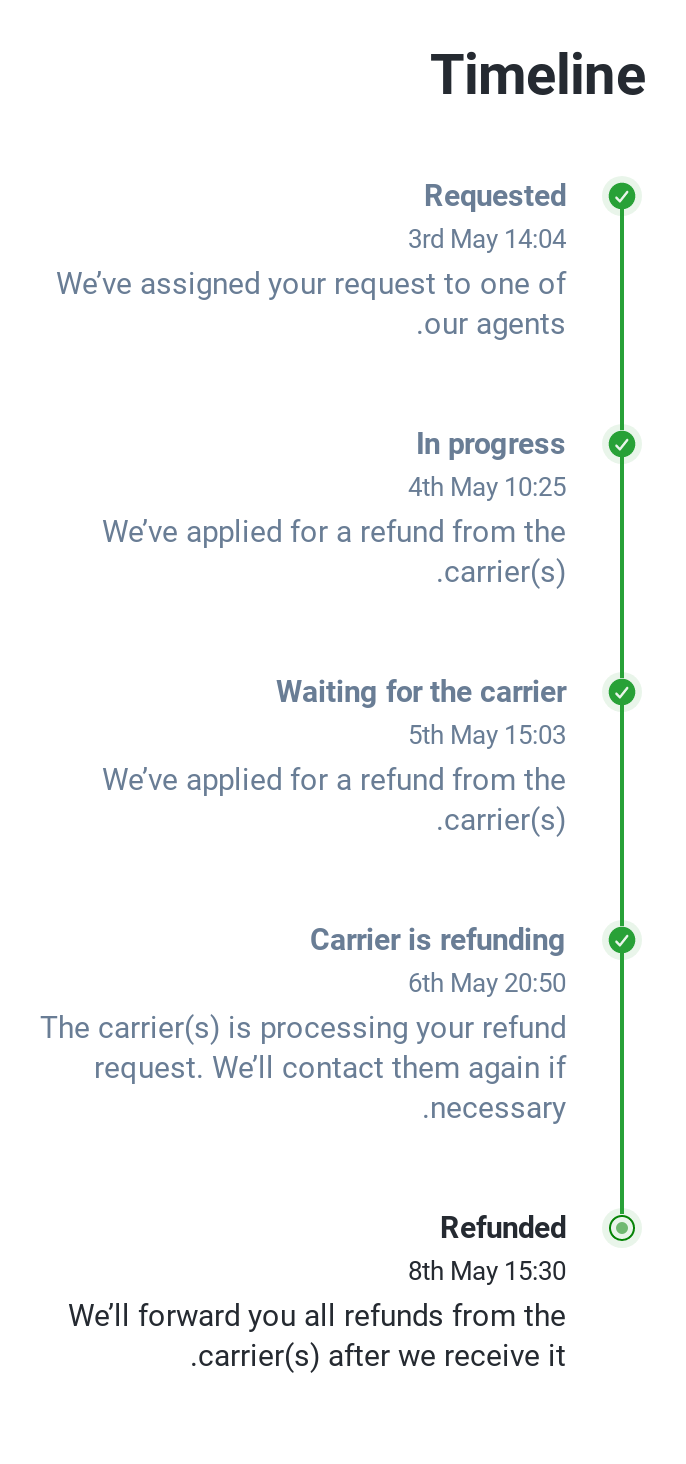 Timeline
Requested
3rd May 14:04
We’ve assigned your request to one of
.our agents
In progress
4th May 10:25
We’ve applied for a refund from the
.carrier(s)
Waiting for the carrier
5th May 15:03
We’ve applied for a refund from the
.carrier(s)
Carrier is refunding
6th May 20:50
The carrier(s) is processing your refund
request. We’ll contact them again if
.necessary
Refunded
8th May 15:30
We’ll forward you all refunds from the
.carrier(s) after we receive it